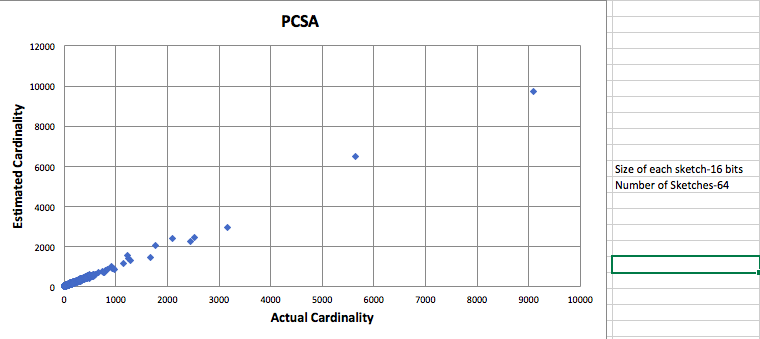 PCSA
12000
10000
8000
6000
4000
2000
0
Estimated Cardinality
0 1000 2000 3000 4000 5000 6000 7000 8000 9000 10000
Actual Cardinality
Size of each sketch-16 bits
Number of Sketches-64